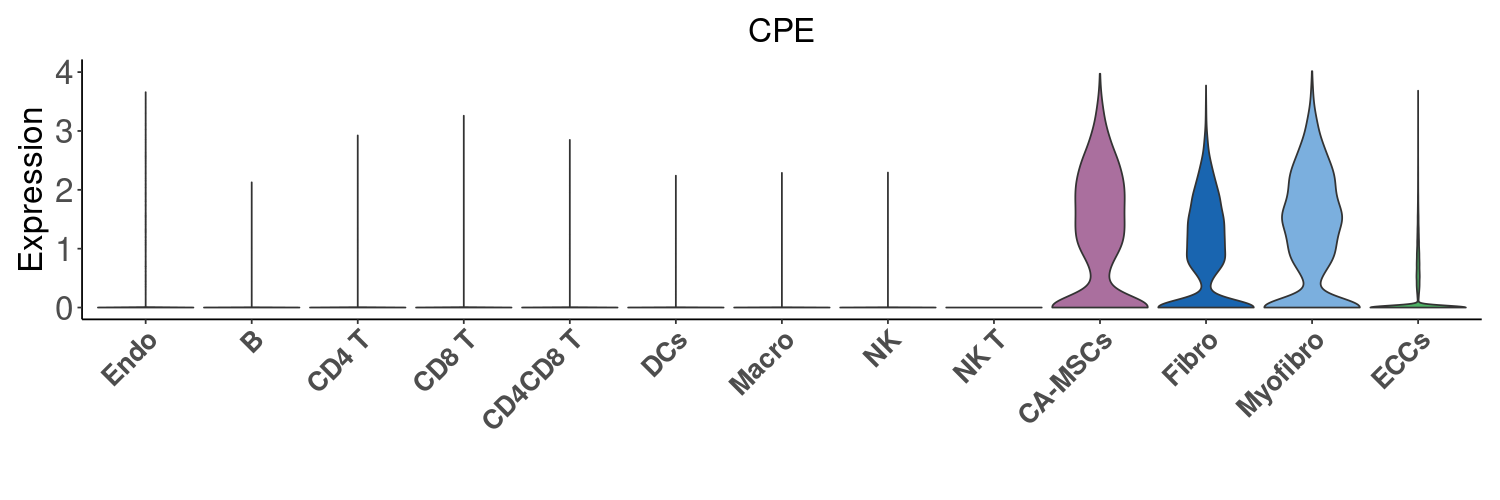 CPE
Expression
4
3
2
1
0
Endo
B
CD4 T
CD8 T
CD4CD8 T
DCs
Macro
NK
NK T
CA-MSCs
Fibro
Myofibro
ECCs